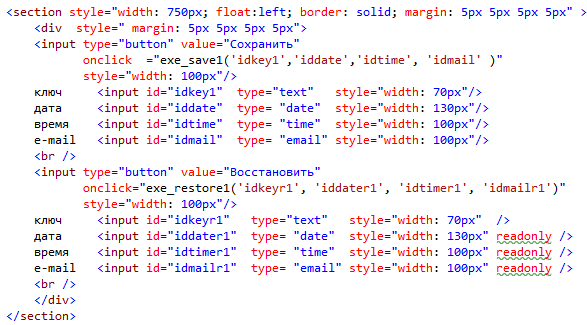 <section style="width: 750px; float:left; border: solid; margin: 5px 5px 5px 5px" >
<div  style=" margin: 5px 5px 5px 5px">
<input type="button" value="Сохранить"
onclick  ="exe_save1('idkey1','iddate','idtime', 'idmail' )"
style="width: 100px"/>
ключ     <input id="idkey1"  type="text"   style="width: 70px"/>
дата     <input id="iddate"  type= "date"  style="width: 130px"/>
время    <input id="idtime"  type= "time"  style="width: 100px"/>
e-mail   <input id="idmail"  type= "email" style="width: 100px"/>
<br />
<input type="button" value="Восстановить"
onclick="exe_restore1('idkeyr1', 'iddater1', 'idtimer1', 'idmailr1')"
style="width: 100px"/>
ключ     <input id="idkeyr1"   type="text"   style="width: 70px"  />
дата     <input id="iddater1"  type= "date"  style="width: 130px" readonly />
время    <input id="idtimer1"  type= "time"  style="width: 100px" readonly />
e-mail   <input id="idmailr1"  type= "email" style="width: 100px" readonly />
<br />
</div>
</section>